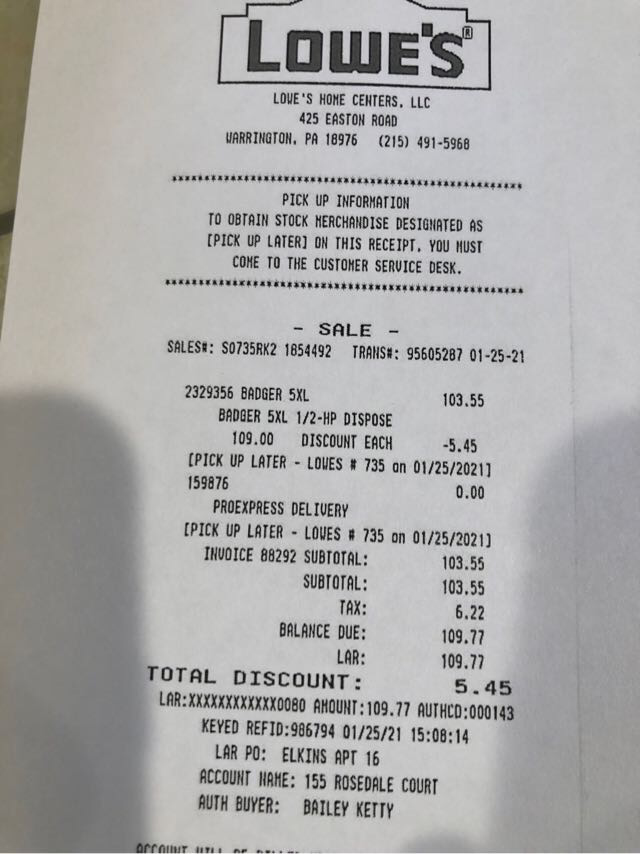 LOWE'S®
LOWE'S HOME CENTERS, LLC
425 EASTON ROAD
WARRINGTON, PA 18976 (215) 491-5968
************************************************
PICK UP INFORMATION
TO OBTAIN STOCK MERCHANDISE DESIGNATED AS
[PICK UP LATER] ON THIS RECEIPT, YOU MUST
COME TO THE CUSTOMER SERVICE DESK.
************************************************
- SALE -
SALES#: S0735RK2 1854492 TRANS#: 95605287 01-25-21
2329356 BADGER 5XL 103.55
BADGER 5XL 1/2-HP DISPOSE
109.00 DISCOUNT EACH -5.45
[PICK UP LATER - LOWES # 735 on 01/25/2021]
159876 0.00
PROEXPRESS DELIVERY
[PICK UP LATER - LOWES # 735 on 01/25/2021]
INVOICE 88292 SUBTOTAL: 103.55
SUBTOTAL: 103.55
TAX: 6.22
BALANCE DUE: 109.77
LAR: 109.77
TOTAL DISCOUNT: 5.45
LAR:XXXXXXXXXXXX0080 AMOUNT:109.77 AUTHCD:000143
KEYED REFID:986794 01/25/21 15:08:14
LAR PO: ELKINS APT 16
ACCOUNT NAME: 155 ROSEDALE COURT
AUTH BUYER: BAILEY KETTY
ACCOUNT WILL BE